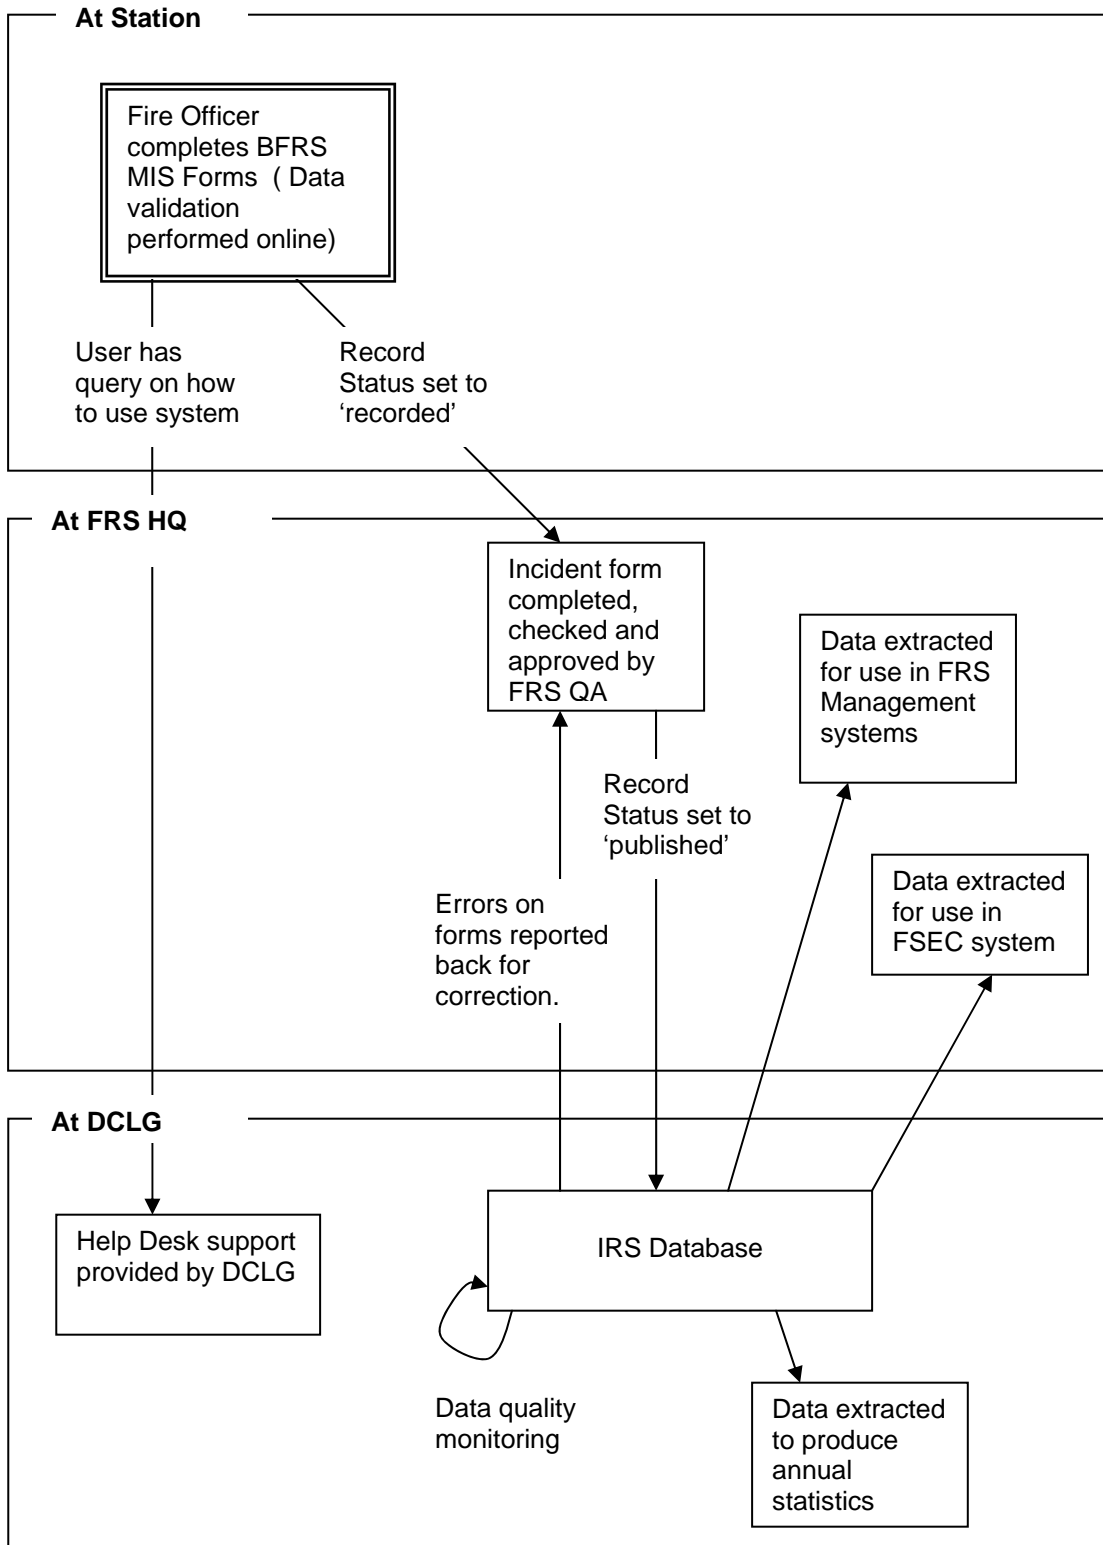 At Station
Fire Officer
completes BFRS
MIS Forms ( Data
validation
performed online)
User has
query on how
to use system
Record
Status set to
‘recorded’
At FRS HQ
Incident form
completed,
checked and
approved by
FRS QA
Data extracted
for use in FRS
Management
systems
Record
Status set to
‘published’
Data extracted
for use in
FSEC system
Errors on
forms reported
back for
correction.
At DCLG
Help Desk support
provided by DCLG
IRS Database
Data quality
monitoring
Data extracted
to produce
annual
statistics